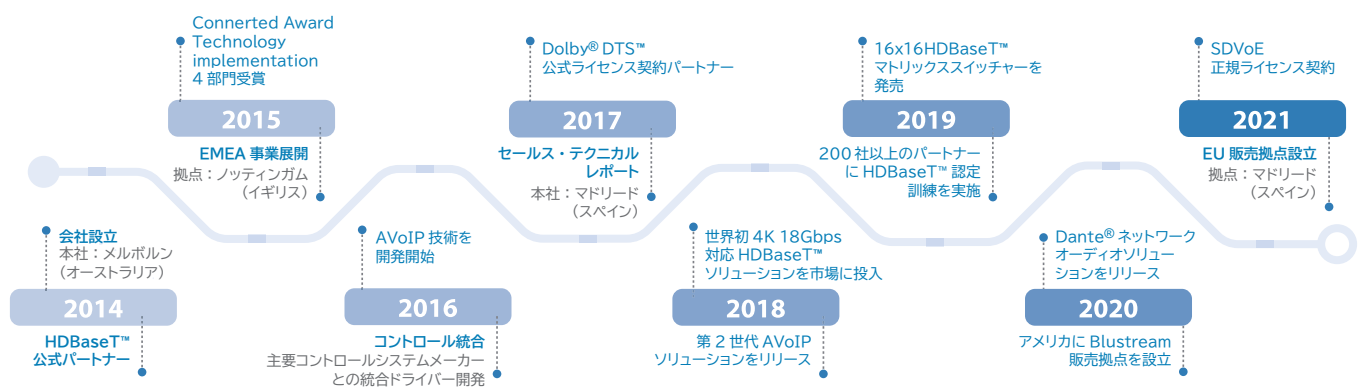 会社設立
本社：メルボルン
（オーストラリア）
2014
HDBaseT™
公式パートナー
Connerted Award
Technology
implementation
4 部門受賞
2015
EMEA 事業展開
拠点：ノッティンガム
（イギリス）
AVoIP 技術を
開発開始
2016
コントロール統合
主要コントロールシステムメーカー
との統合ドライバー開発
Dolby® DTS™
公式ライセンス契約パートナー
2017
セールス・テクニカル
レポート
本社：マドリード
（スペイン）
世界初 4K 18Gbps
対応 HDBaseT™
ソリューションを市場に投入
2018
第 2 世代 AVoIP
ソリューションをリリース
16x16HDBaseT™
マトリックススイッチャーを
発売
2019
200 社以上のパートナー
に HDBaseT™ 認定
訓練を実施
Dante® ネットワーク
オーディオソリュー
ションをリリース
2020
アメリカに Blustream
販売拠点を設立
SDVoE
正規ライセンス契約
2021
EU 販売拠点設立
拠点：マドリード
（スペイン）